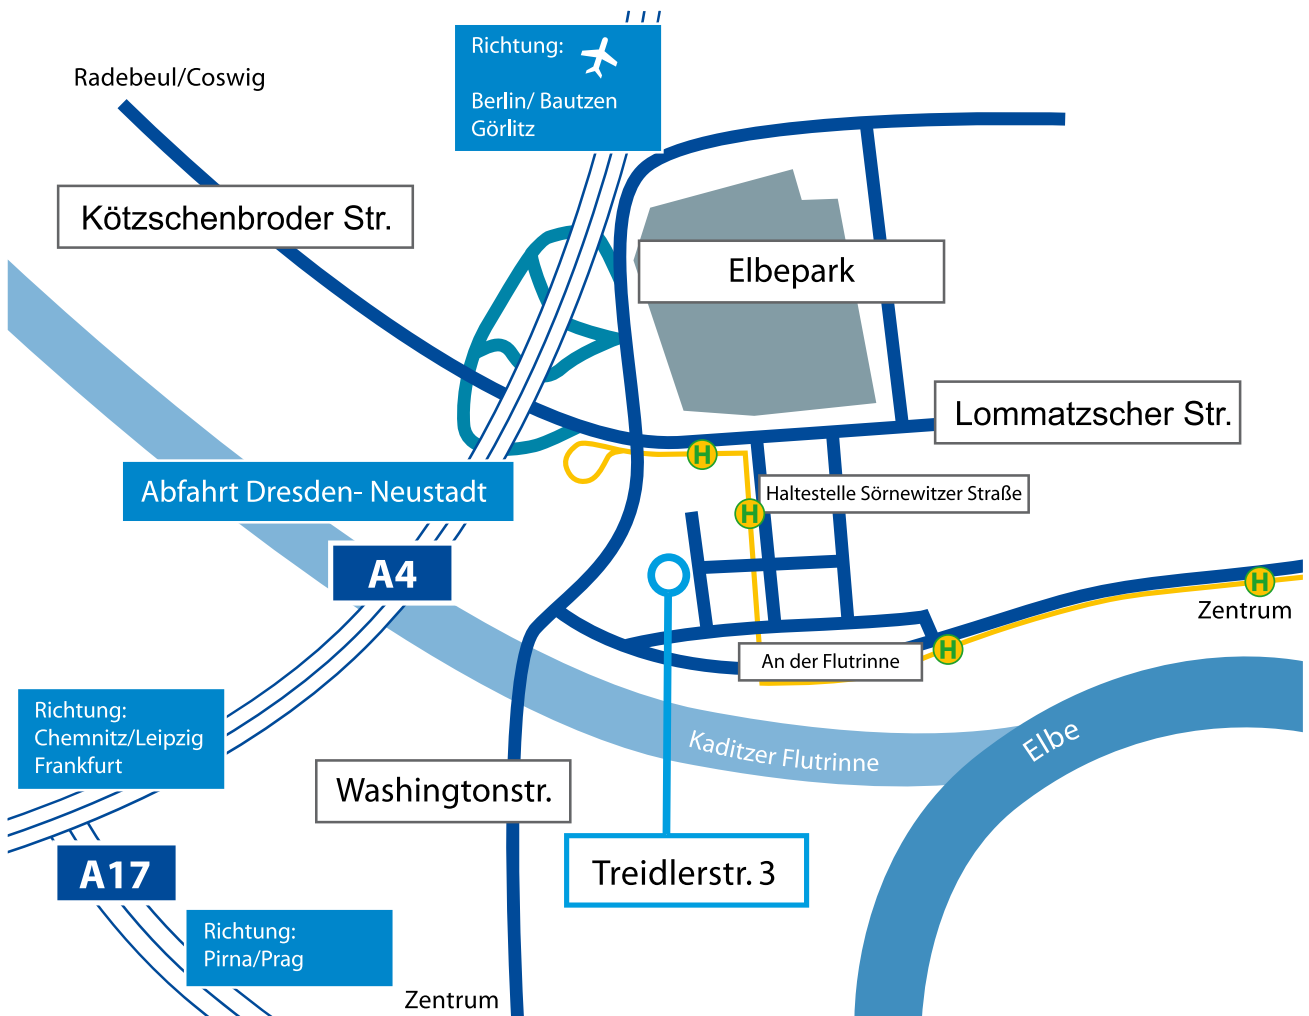 Richtung:
Berlin/ Bautzen
Görlitz
Radebeul/Coswig
Kötzschenbroder Str.
Elbepark
Lommatzscher Str.
H
Abfahrt Dresden- Neustadt
Haltestelle Sörnewitzer Straße
H
A4
H
Zentrum
H
An der Flutrinne
Richtung:
Chemnitz/Leipzig
Frankfurt
Kaditzer Flutrinne
Elbe
Washingtonstr.
A17
Treidlerstr. 3
Richtung:
Pirna/Prag
Zentrum